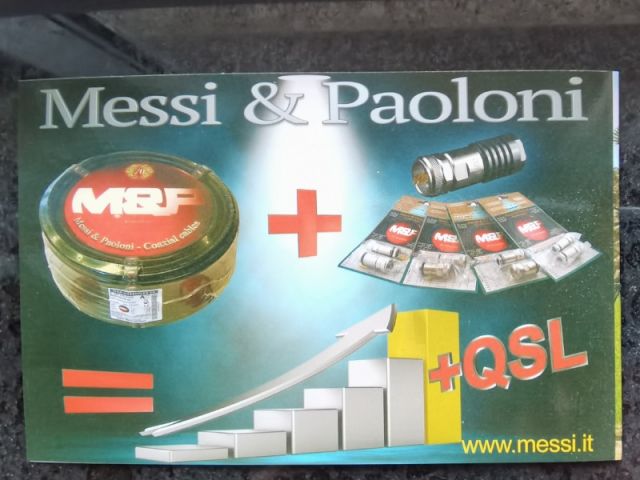 Messi & Paoloni
M&P
Messi & Paoloni - Coaxial cables
+
=
+QSL
www.messi.it